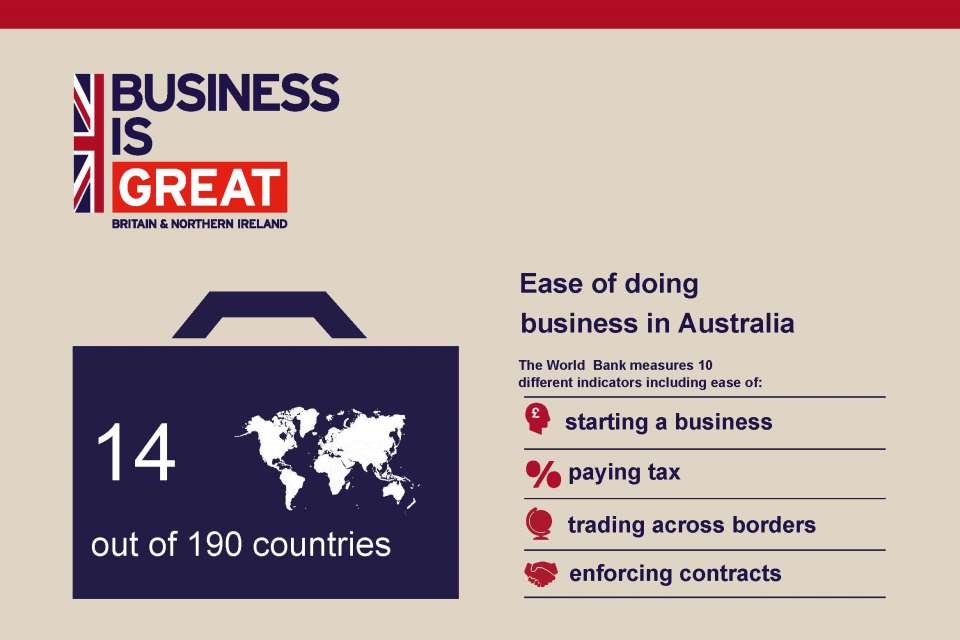 BUSINESS
IS
GREAT
BRITAIN & NORTHERN IRELAND
14
out of 190 countries
Ease of doing
business in Australia
The World  Bank measures 10
different indicators including ease of:
£
starting a business
% paying tax
trading across borders
enforcing contracts